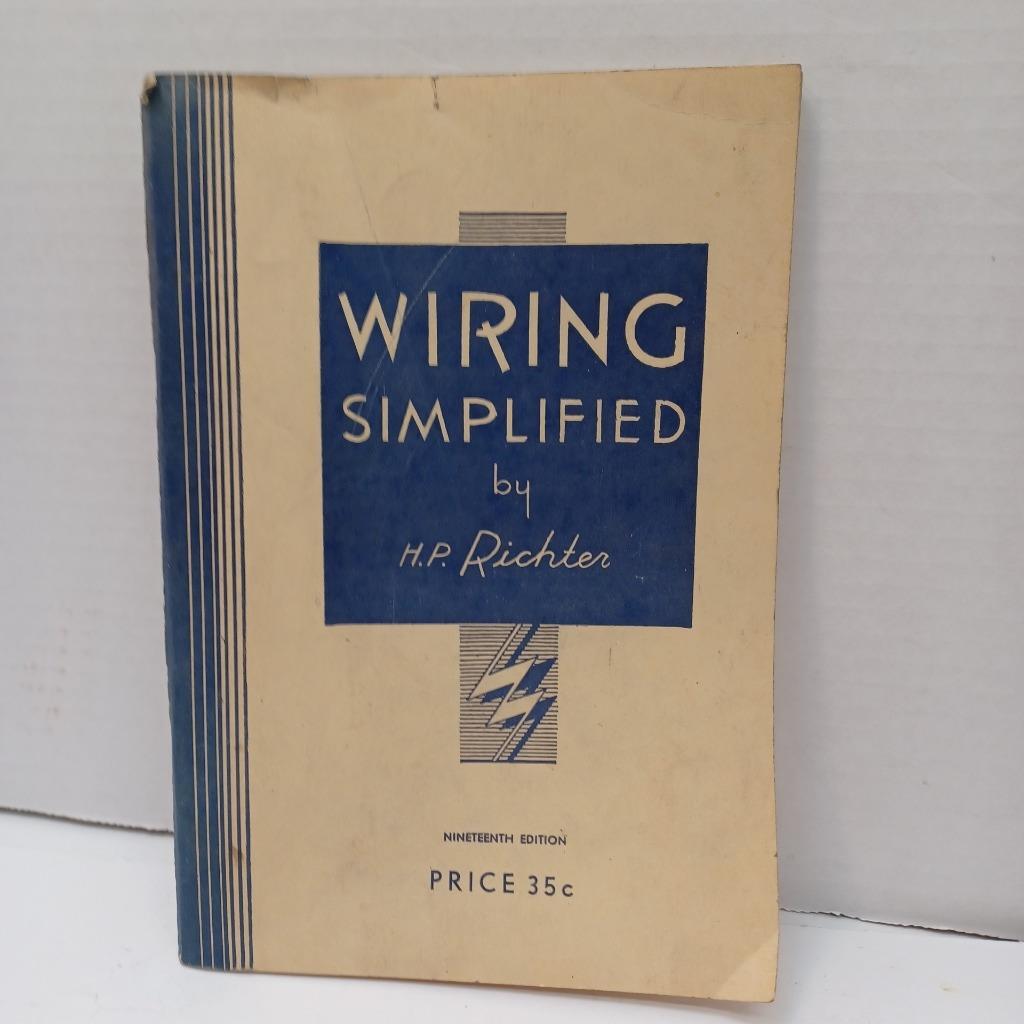 WIRING
SIMPLIFIED
by
H.P. Richter
NINETEENTH EDITION
PRICE 35c